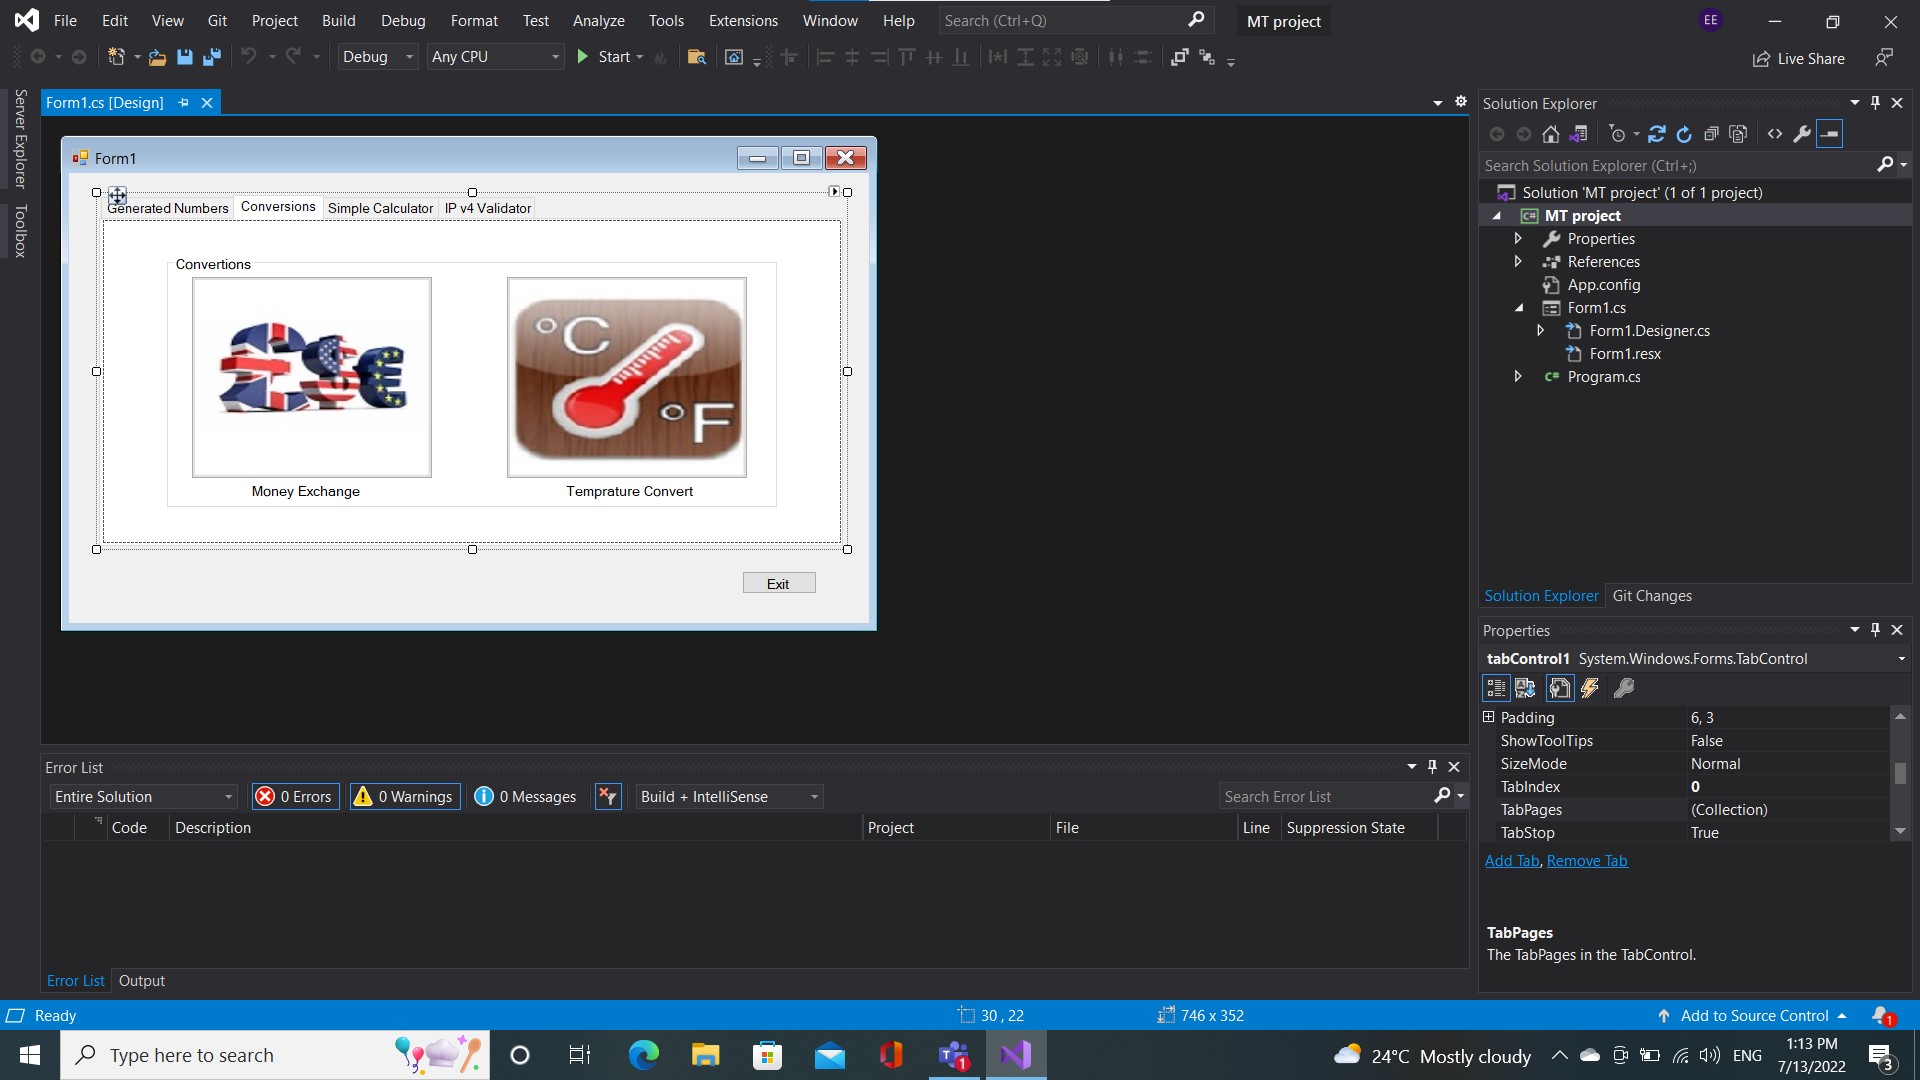 File Edit View Git Project Build Debug Format Test Analyze Tools Extensions Window Help Search (Ctrl+Q) MT project EE
Debug Any CPU Start Live Share
Server Explorer
Toolbox
Form1.cs [Design]
Form1
Generated Numbers Conversions Simple Calculator IP v4 Validator
Convertions
°C
°F
Money Exchange Temprature Convert
Exit
Solution Explorer
Search Solution Explorer (Ctrl+;)
Solution 'MT project' (1 of 1 project)
C# MT project
Properties
References
App.config
Form1.cs
Form1.Designer.cs
Form1.resx
C# Program.cs
Solution Explorer Git Changes
Properties
tabControl1 System.Windows.Forms.TabControl
Padding 6, 3
ShowToolTips False
SizeMode Normal
TabIndex 0
TabPages (Collection)
TabStop True
Add Tab, Remove Tab
TabPages
The TabPages in the TabControl.
Error List
Entire Solution 0 Errors 0 Warnings 0 Messages Build + IntelliSense Search Error List
Code Description Project File Line Suppression State
Error List Output
Ready 30 , 22 746 x 352 Add to Source Control 1
Type here to search 1 24°C Mostly cloudy ENG 1:13 PM
7/13/2022 3